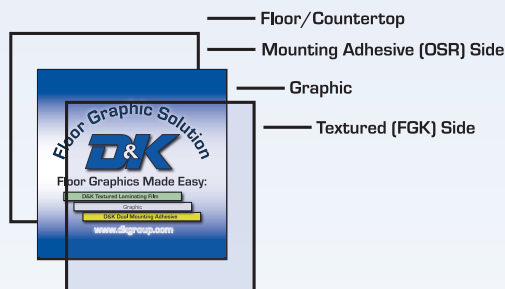 Floor/Countertop
Mounting Adhesive (OSR) Side
Graphic
Textured (FGK) Side
Floor Graphic Solution
D&K
Floor Graphics Made Easy:
D&K Textured Laminating Film
Graphic
D&K Dual Mounting Adhesive
www.dkgroup.com